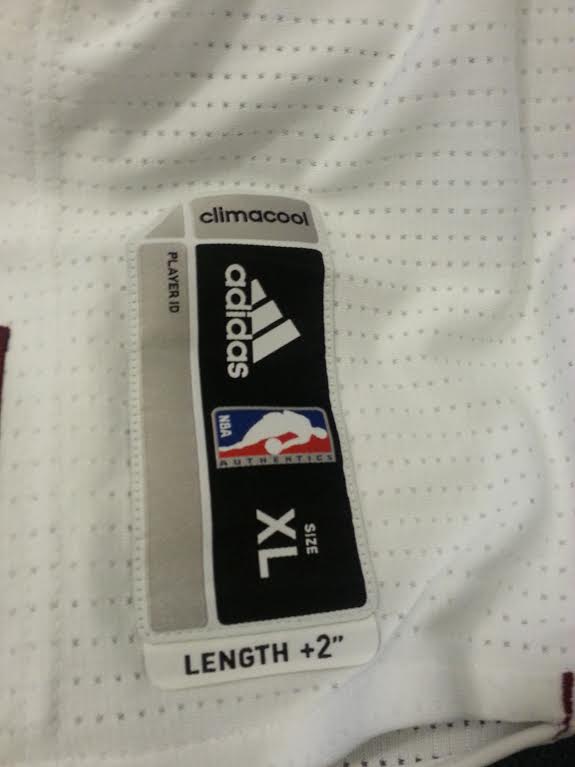 climacool
PLAYER ID
adidas
NBA
AUTHENTICS
SIZE
XL
LENGTH +2”